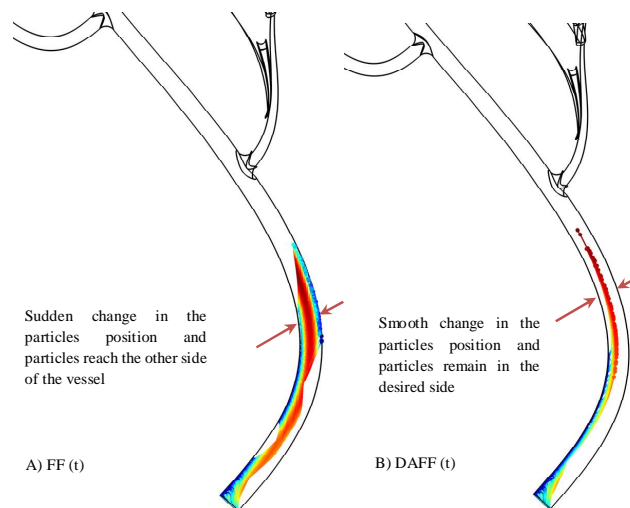 Sudden change in the
particles position and
particles reach the other side
of the vessel
A) FF (t)
Smooth change in the
particles position and
particles remain in the
desired side
B) DAFF (t)